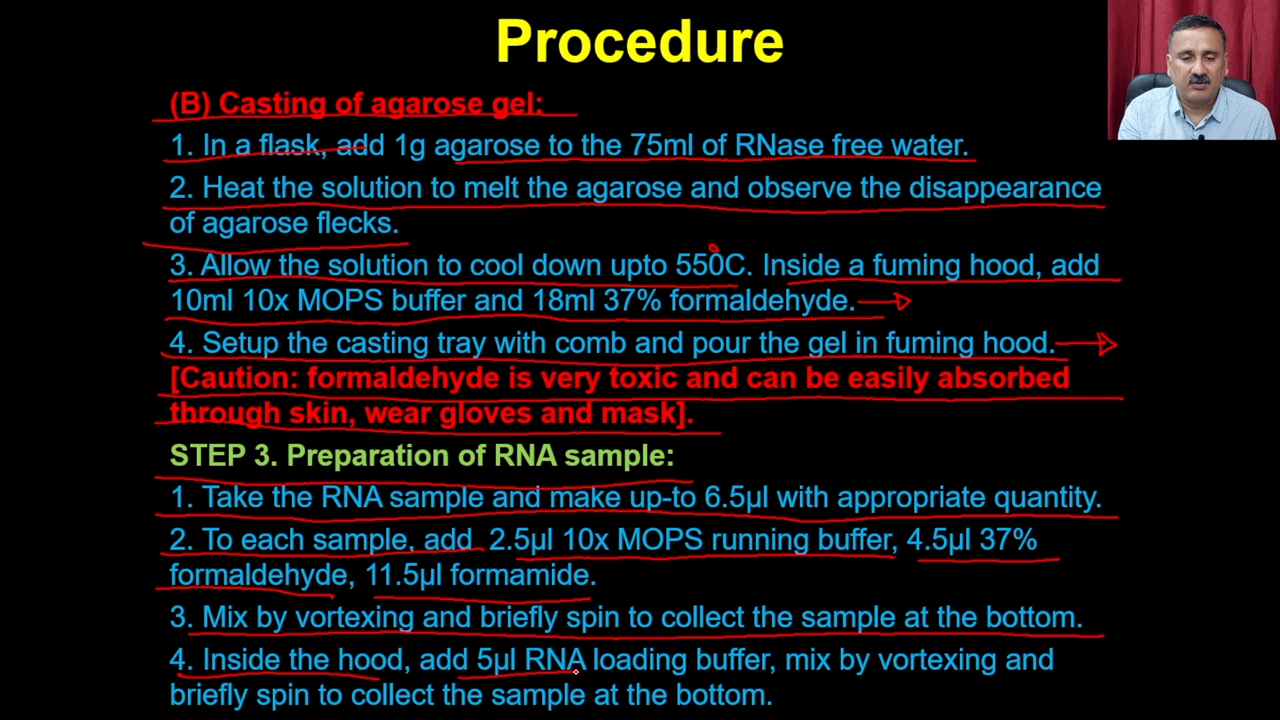 Procedure
(B) Casting of agarose gel:
1. In a flask, add 1g agarose to the 75ml of RNase free water.
2. Heat the solution to melt the agarose and observe the disappearance
of agarose flecks.
3. Allow the solution to cool down upto 550C. Inside a fuming hood, add
10ml 10x MOPS buffer and 18ml 37% formaldehyde.
4. Setup the casting tray with comb and pour the gel in fuming hood.
[Caution: formaldehyde is very toxic and can be easily absorbed
through skin, wear gloves and mask].
STEP 3. Preparation of RNA sample:
1. Take the RNA sample and make up-to 6.5µl with appropriate quantity.
2. To each sample, add 2.5µl 10x MOPS running buffer, 4.5µl 37%
formaldehyde, 11.5µl formamide.
3. Mix by vortexing and briefly spin to collect the sample at the bottom.
4. Inside the hood, add 5µl RNA loading buffer, mix by vortexing and
briefly spin to collect the sample at the bottom.